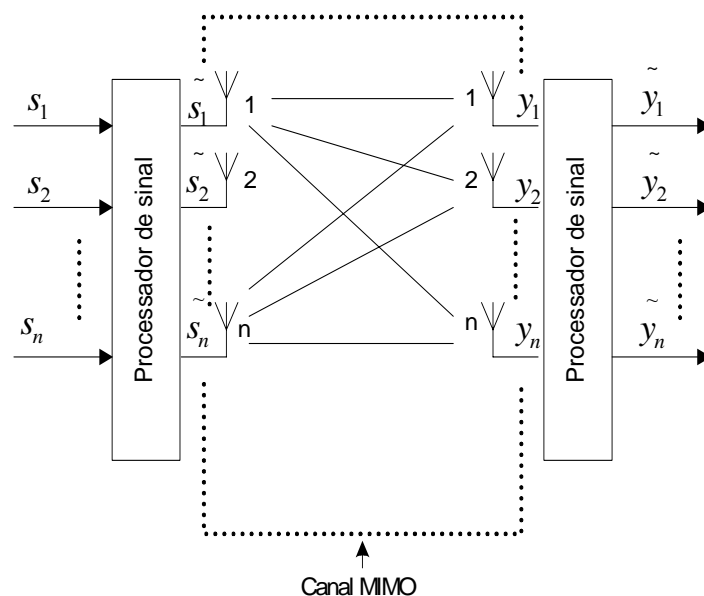 s₁
s₂
sₙ
Processador de sinal
s̃₁
s̃₂
s̃ₙ
1
2
n
1
2
n
y₁
y₂
yₙ
Processador de sinal
ỹ₁
ỹ₂
ỹₙ
Canal MIMO